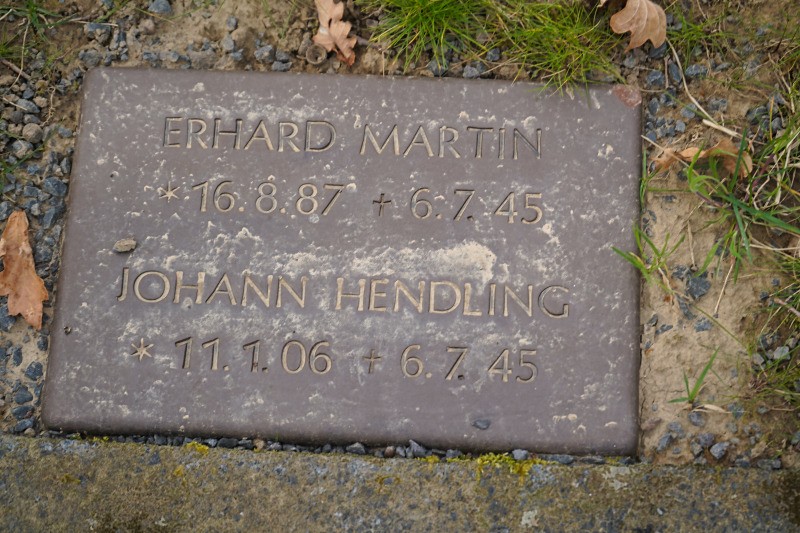 ERHARD MARTIN
* 16. 8. 87 † 6. 7. 45
JOHANN HENDLING
* 11. 1. 06 † 6. 7. 45